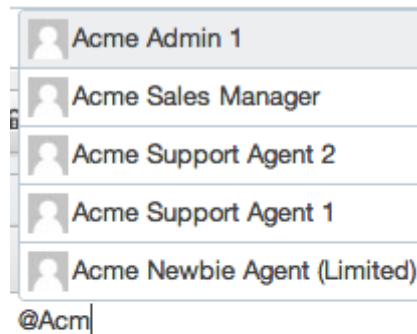 Acme Admin 1
Acme Sales Manager
Acme Support Agent 2
Acme Support Agent 1
Acme Newbie Agent (Limited)
@Acm